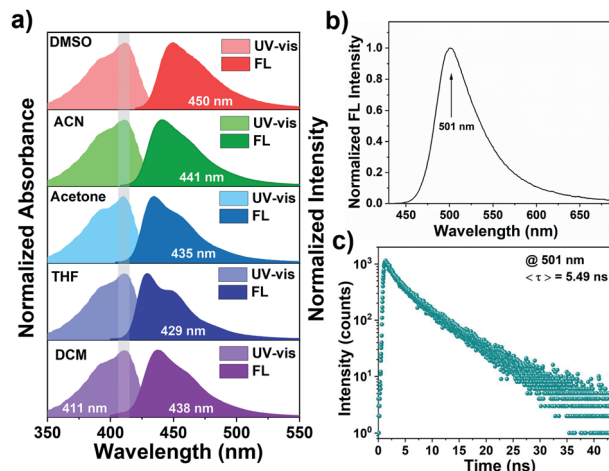 a)
Normalized Absorbance
Normalized Intensity
DMSO
UV-vis
FL
450 nm
ACN
UV-vis
FL
441 nm
Acetone
UV-vis
FL
435 nm
THF
UV-vis
FL
429 nm
DCM
UV-vis
FL
411 nm
438 nm
350 400 450 500 550
Wavelength (nm)
b)
Normalized FL Intensity
1.0
0.8
0.6
0.4
0.2
0.0
501 nm
450 500 550 600 650
Wavelength (nm)
c)
Intensity (counts)
10³
10²
10¹
10⁰
@ 501 nm
< τ > = 5.49 ns
0 5 10 15 20 25 30 35 40
Time (ns)